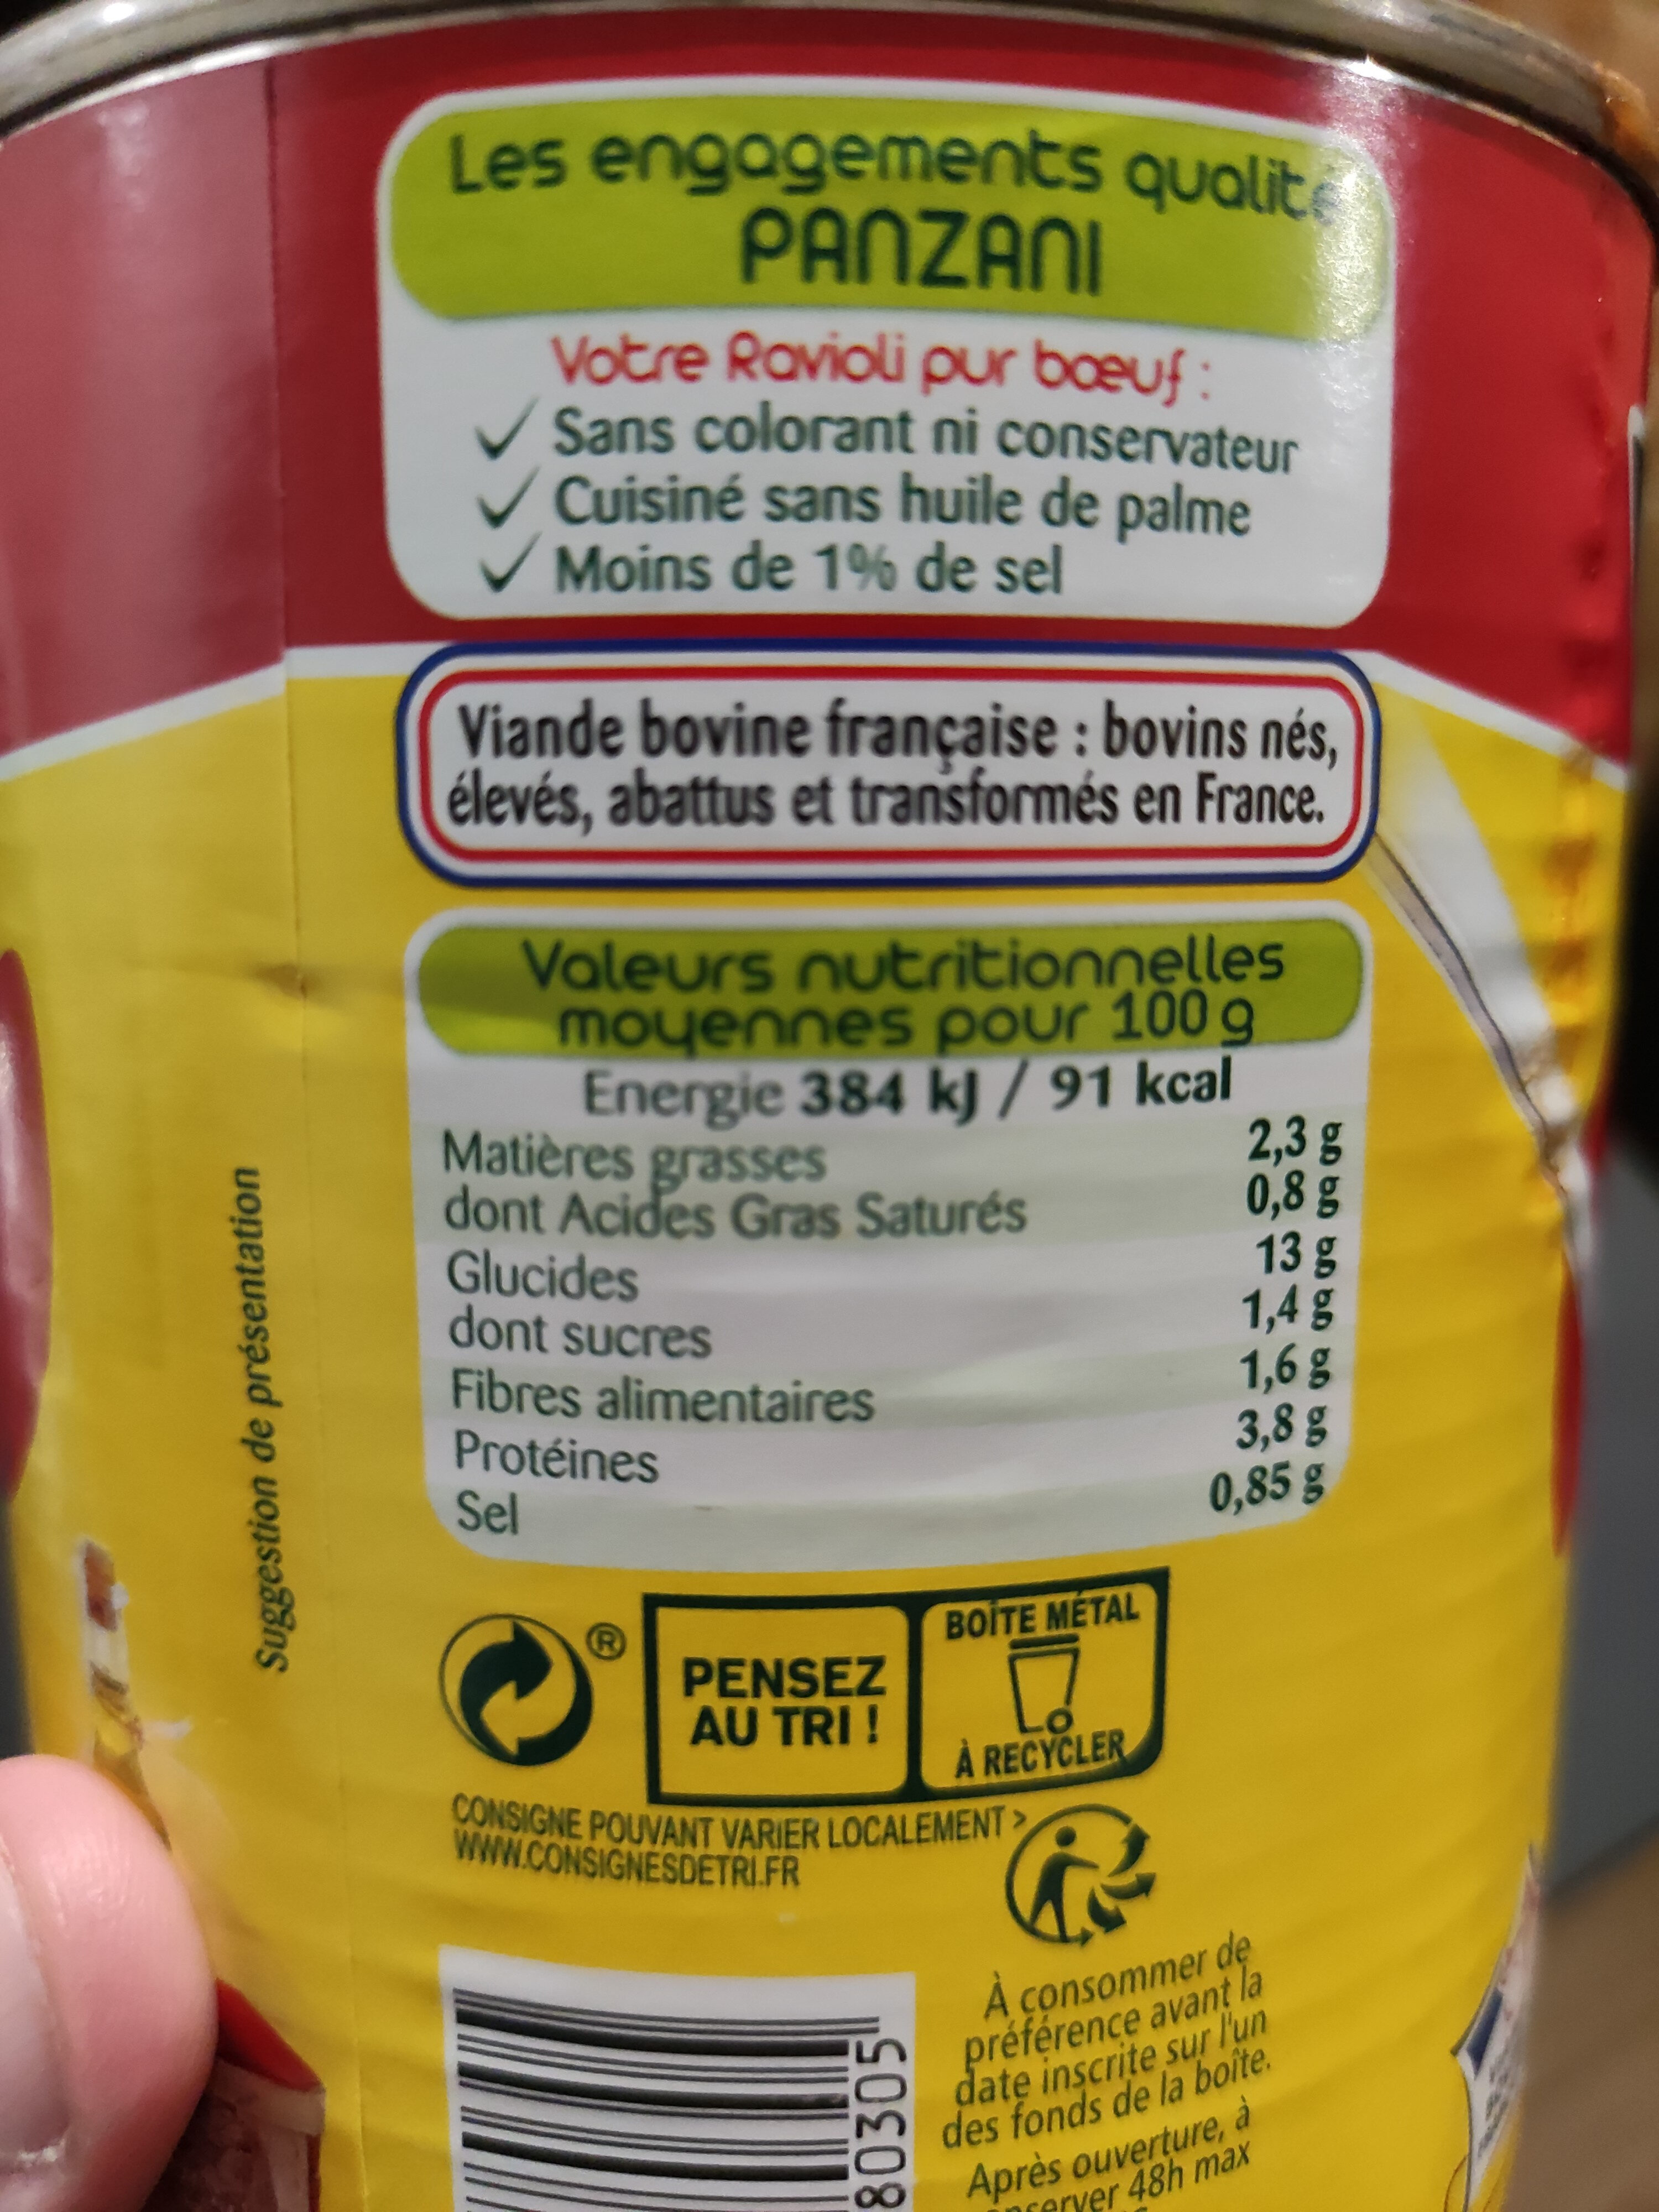 Les engagements qualité
PANZANI
Votre Ravioli pur bœuf :
✓ Sans colorant ni conservateur
✓ Cuisiné sans huile de palme
✓ Moins de 1% de sel
Viande bovine française : bovins nés,
élevés, abattus et transformés en France.
Valeurs nutritionnelles
moyennes pour 100 g
Energie 384 kJ / 91 kcal
Matières grasses 2,3 g
dont Acides Gras Saturés 0,8 g
Glucides 13 g
dont sucres 1,4 g
Fibres alimentaires 1,6 g
Protéines 3,8 g
Sel 0,85 g
Suggestion de présentation
®
PENSEZ
AU TRI !
BOÎTE MÉTAL
À RECYCLER
CONSIGNE POUVANT VARIER LOCALEMENT >
WWW.CONSIGNESDETRI.FR
80305
À consommer de
préférence avant la
date inscrite sur l'un
des fonds de la boîte.
Après ouverture, à
48h max